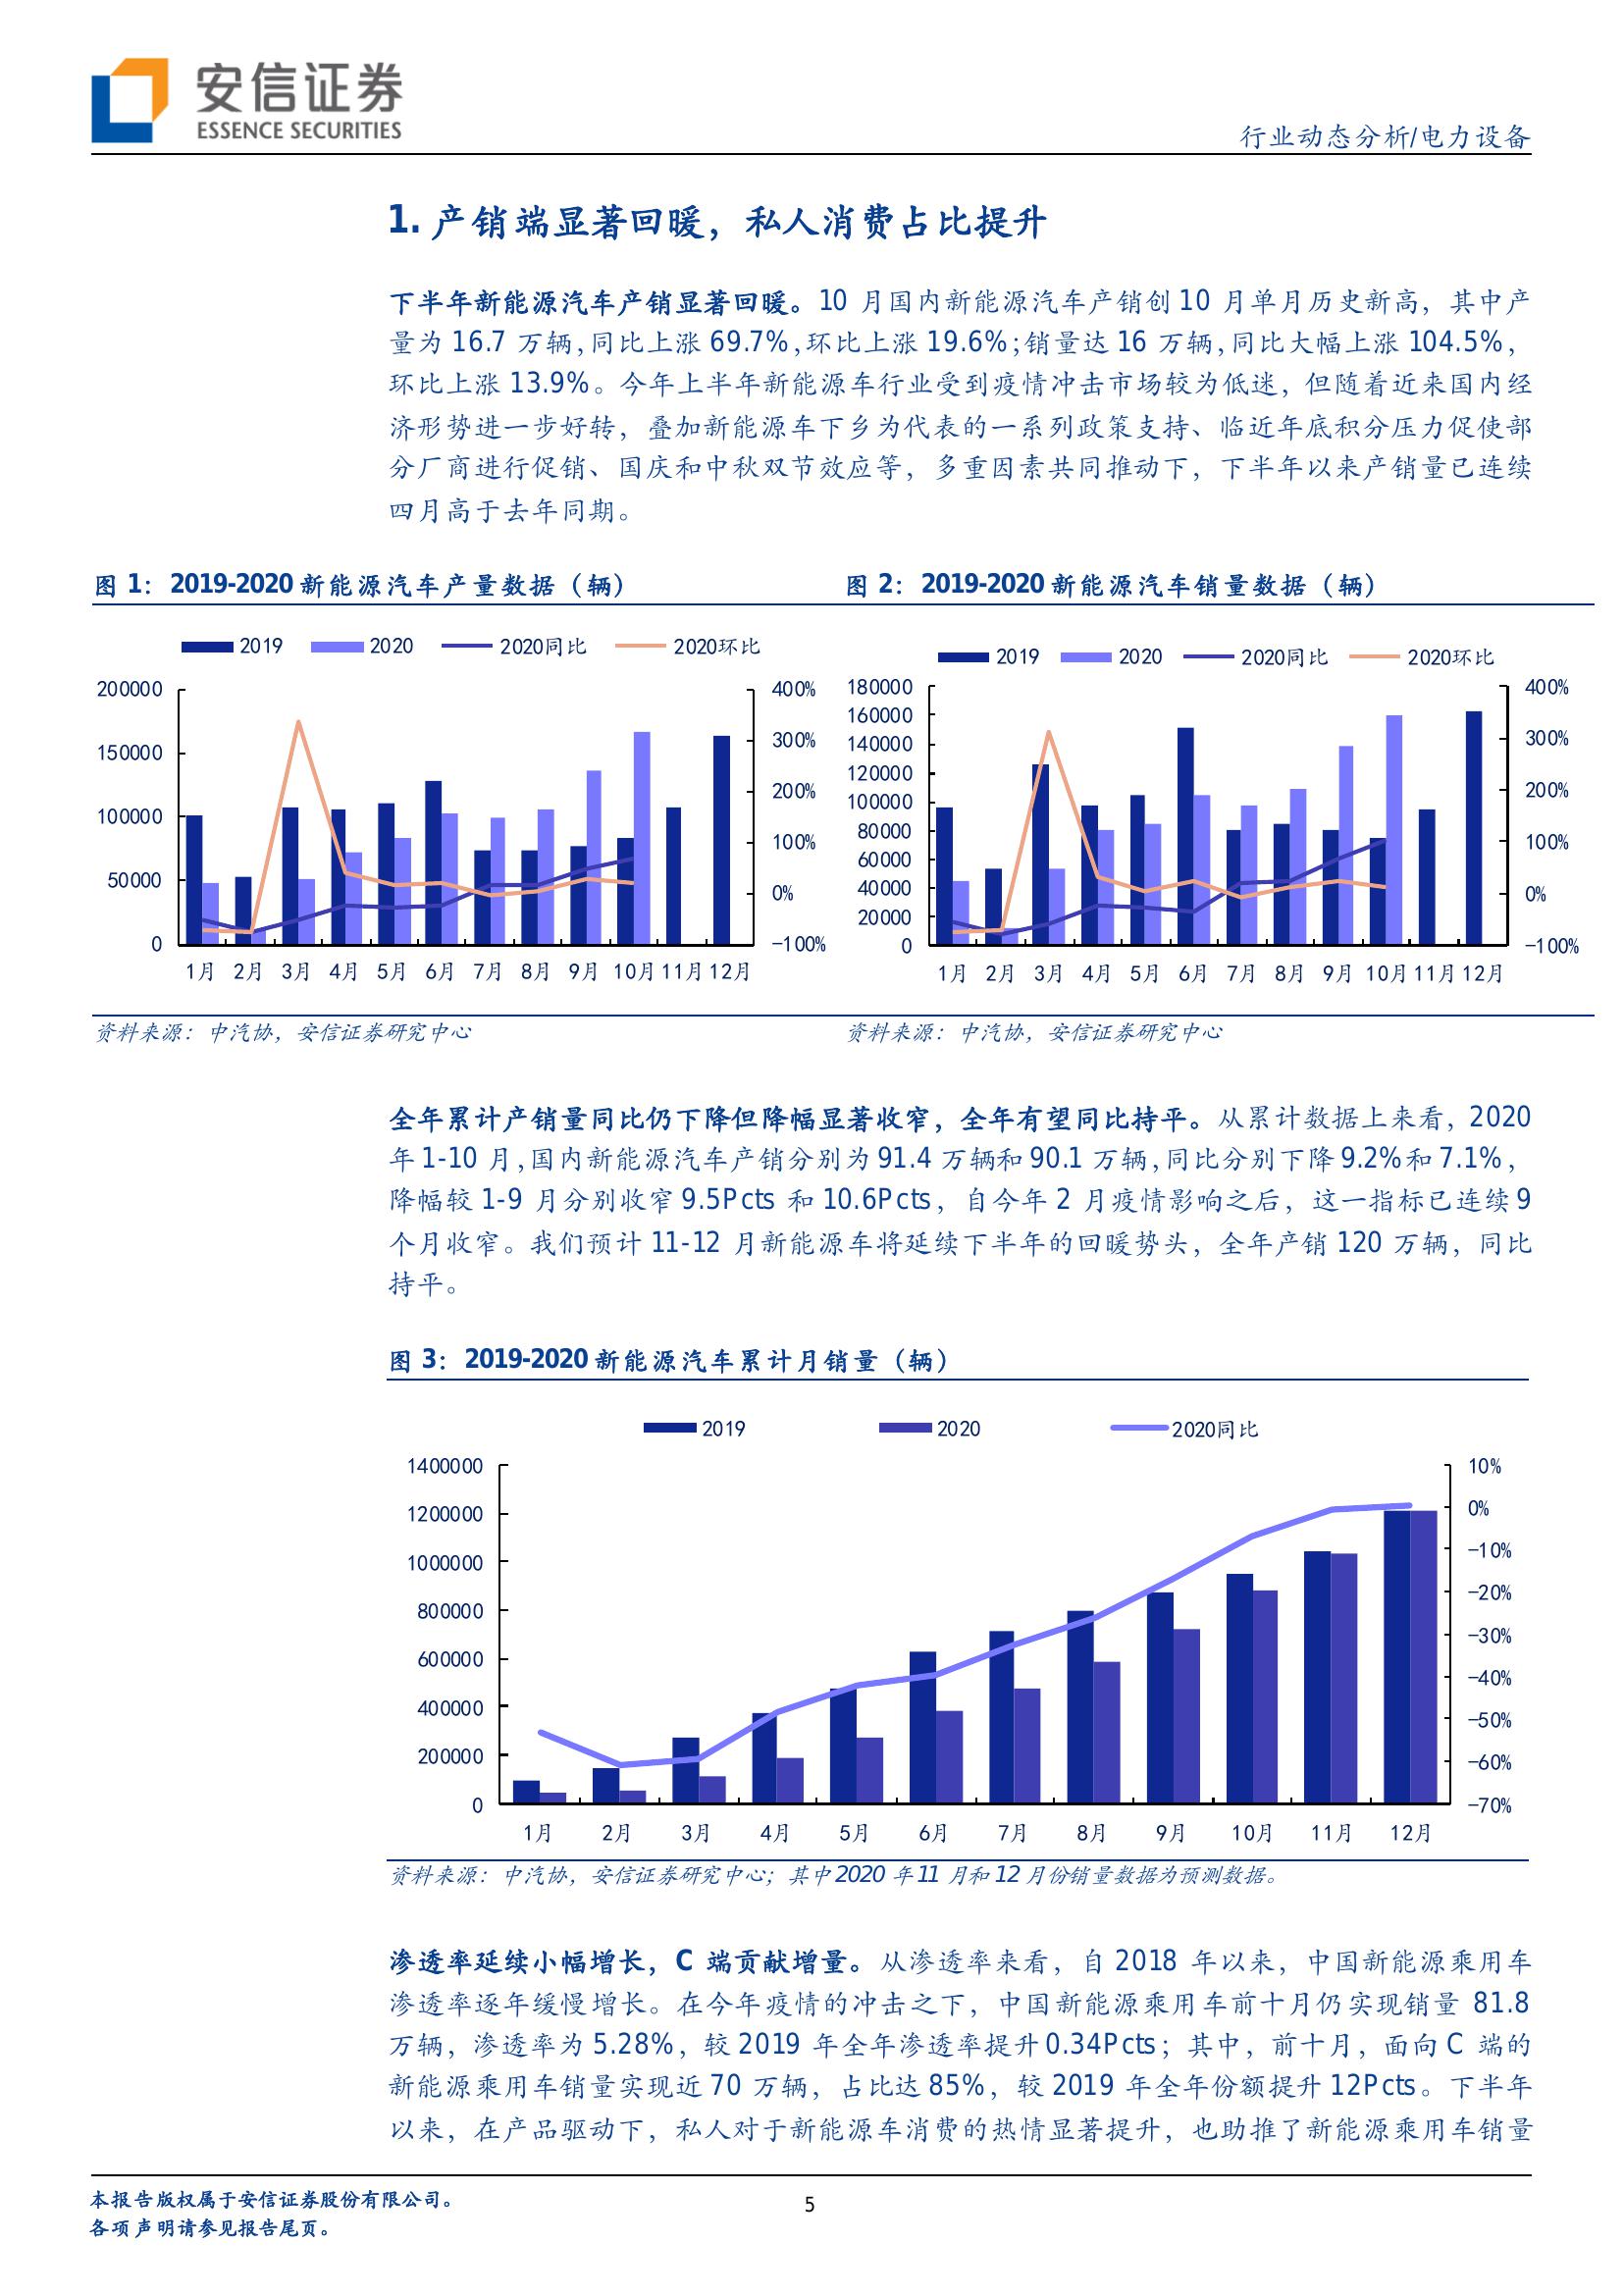 安信证券
ESSENCE SECURITIES
行业动态分析/电力设备
1. 产销端显著回暖，私人消费占比提升
下半年新能源汽车产销显著回暖。10 月国内新能源汽车产销创 10 月单月历史新高，其中产
量为 16.7 万辆,同比上涨 69.7%,环比上涨 19.6%;销量达 16 万辆,同比大幅上涨 104.5%，
环比上涨 13.9%。今年上半年新能源车行业受到疫情冲击市场较为低迷，但随着近来国内经
济形势进一步好转，叠加新能源车下乡为代表的一系列政策支持、临近年底积分压力促使部
分厂商进行促销、国庆和中秋双节效应等，多重因素共同推动下，下半年以来产销量已连续
四月高于去年同期。
图 1：2019-2020 新能源汽车产量数据（辆）
2019 2020 2020同比 2020环比
200000
150000
100000
50000
0
400%
300%
200%
100%
0%
-100%
1月 2月 3月 4月 5月 6月 7月 8月 9月 10月 11月 12月
资料来源：中汽协，安信证券研究中心
图 2：2019-2020 新能源汽车销量数据（辆）
2019 2020 2020同比 2020环比
180000
160000
140000
120000
100000
80000
60000
40000
20000
0
400%
300%
200%
100%
0%
-100%
1月 2月 3月 4月 5月 6月 7月 8月 9月 10月 11月 12月
资料来源：中汽协，安信证券研究中心
全年累计产销量同比仍下降但降幅显著收窄，全年有望同比持平。从累计数据上来看，2020
年 1-10 月,国内新能源汽车产销分别为 91.4 万辆和 90.1 万辆,同比分别下降 9.2%和 7.1%，
降幅较 1-9 月分别收窄 9.5Pcts 和 10.6Pcts，自今年 2 月疫情影响之后，这一指标已连续 9
个月收窄。我们预计 11-12 月新能源车将延续下半年的回暖势头，全年产销 120 万辆，同比
持平。
图 3：2019-2020 新能源汽车累计月销量（辆）
2019 2020 2020同比
1400000
1200000
1000000
800000
600000
400000
200000
0
10%
0%
-10%
-20%
-30%
-40%
-50%
-60%
-70%
1月 2月 3月 4月 5月 6月 7月 8月 9月 10月 11月 12月
资料来源：中汽协，安信证券研究中心；其中 2020 年 11 月和 12 月份销量数据为预测数据。
渗透率延续小幅增长，C 端贡献增量。从渗透率来看，自 2018 年以来，中国新能源乘用车
渗透率逐年缓慢增长。在今年疫情的冲击之下，中国新能源乘用车前十月仍实现销量 81.8
万辆，渗透率为 5.28%，较 2019 年全年渗透率提升 0.34Pcts；其中，前十月，面向 C 端的
新能源乘用车销量实现近 70 万辆，占比达 85%，较 2019 年全年份额提升 12Pcts。下半年
以来，在产品驱动下，私人对于新能源车消费的热情显著提升，也助推了新能源乘用车销量
本报告版权属于安信证券股份有限公司。
各项声明请参见报告尾页。
5